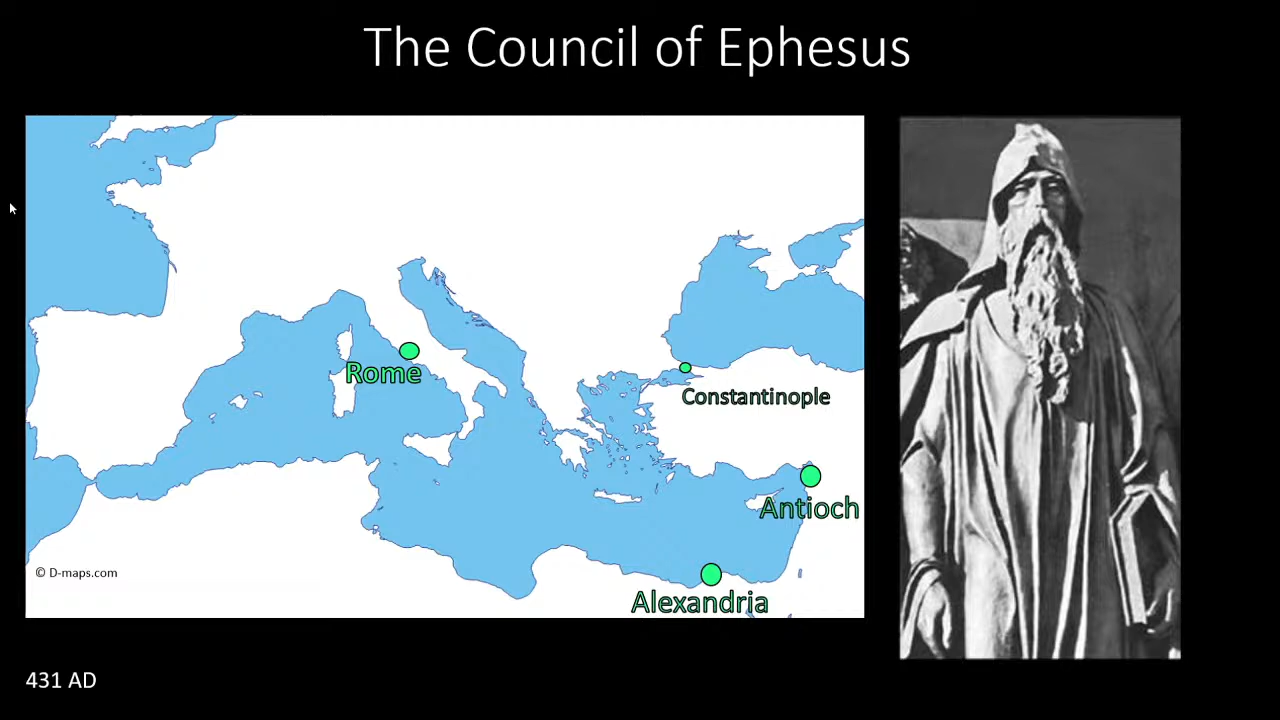 The Council of Ephesus
Rome
Constantinople
Antioch
Alexandria
© D-maps.com
431 AD